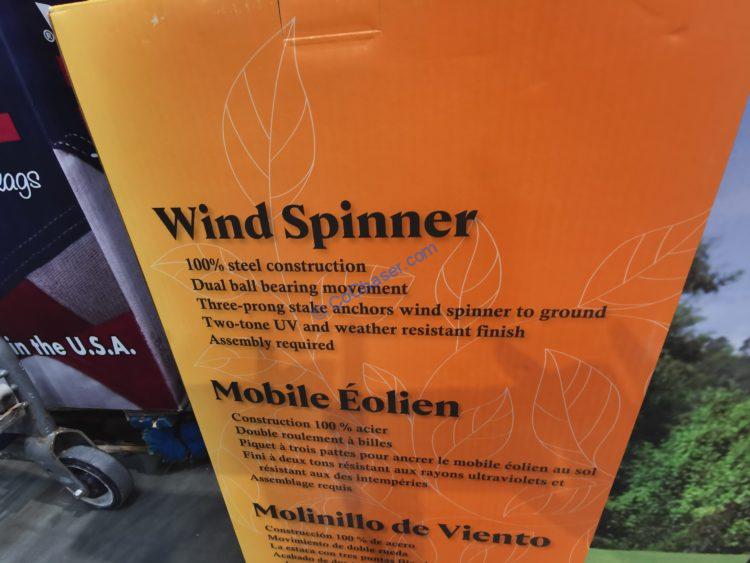 ®
in the U.S.A.
Wind Spinner
100% steel construction
Dual ball bearing movement
Three-prong stake anchors wind spinner to ground
Two-tone UV and weather resistant finish
Assembly required
© CoChaser.com
Mobile Éolien
Construction 100 % acier
Double roulement à billes
Piquet à trois pattes pour ancrer le mobile éolien au sol
Fini à deux tons résistant aux rayons ultraviolets et
résistant aux des intempéries
Assemblage requis
Molinillo de Viento
Construcción 100 % de acero
Movimiento de doble rueda
La estaca con tres puntas
Acabado de